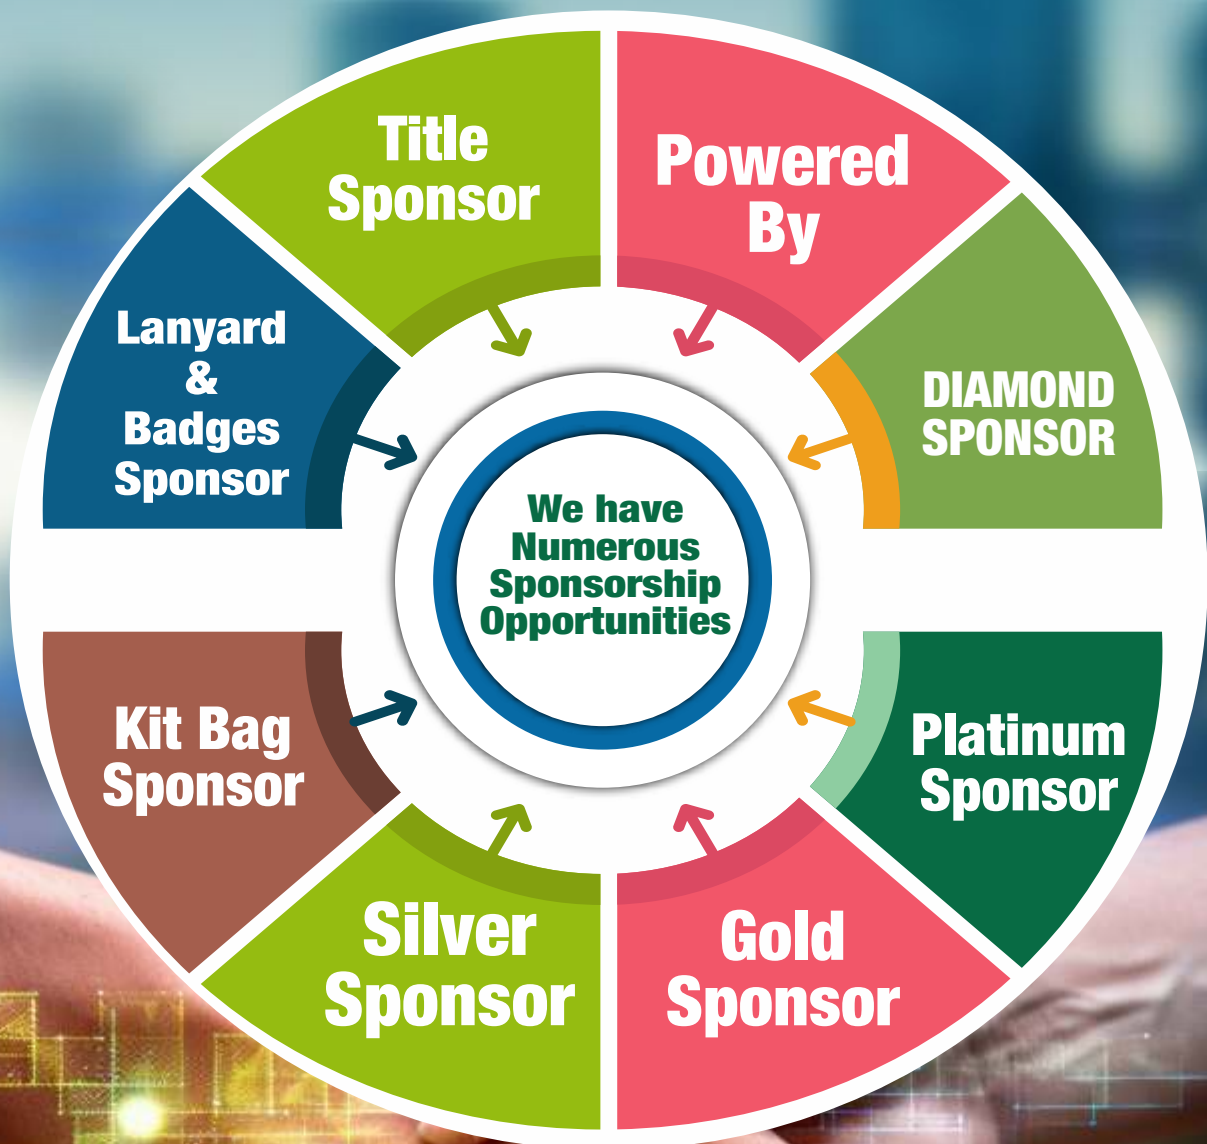 Title
Sponsor
Powered
By
DIAMOND
SPONSOR
Platinum
Sponsor
Gold
Sponsor
Silver
Sponsor
Kit Bag
Sponsor
Lanyard
&
Badges
Sponsor
We have
Numerous
Sponsorship
Opportunities